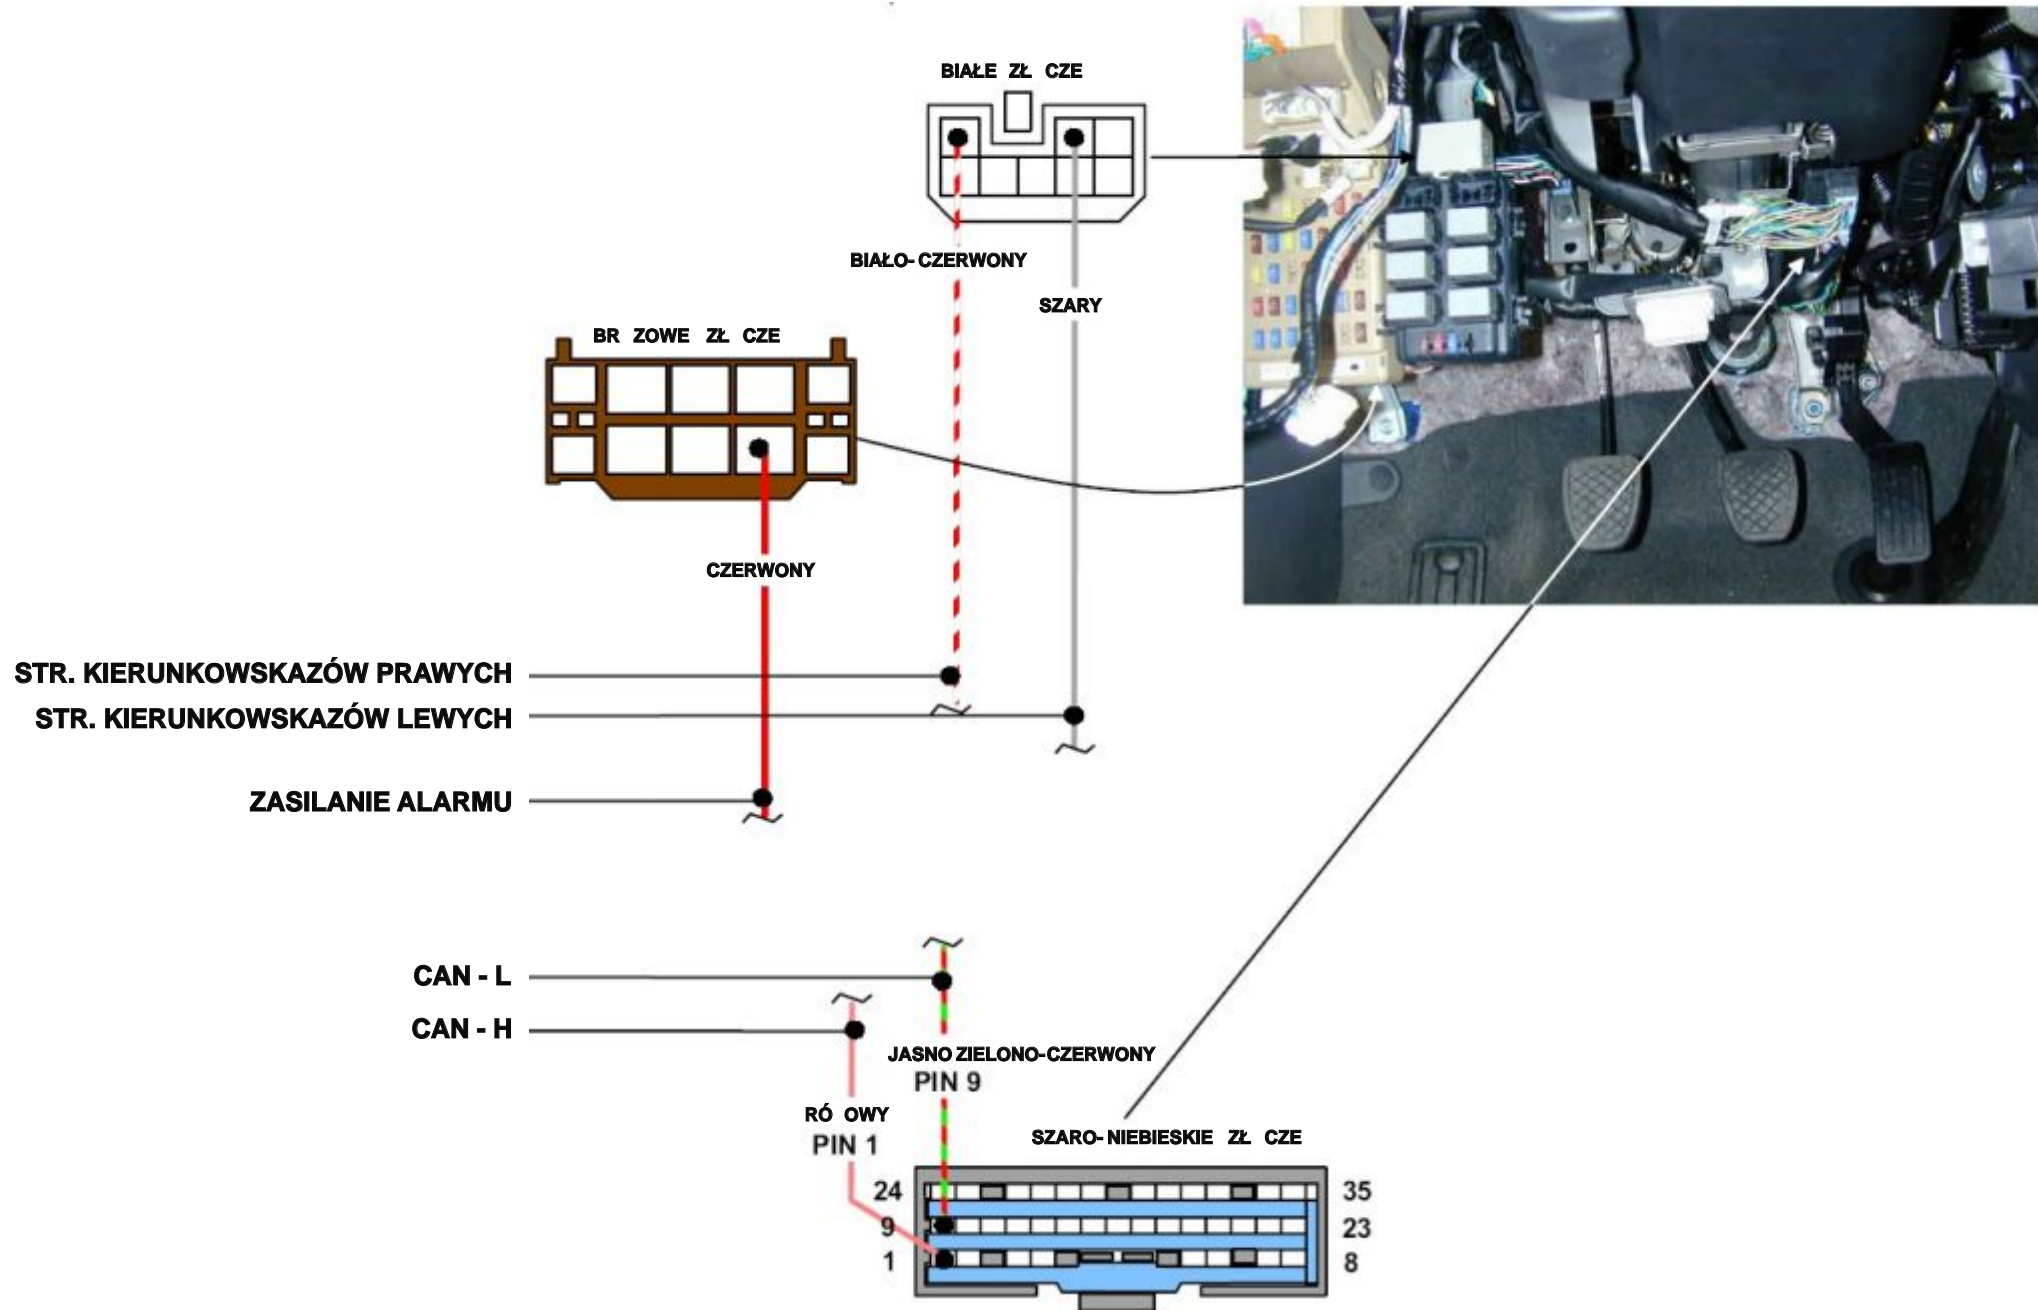 BIAŁE ZŁ CZE
BIAŁO-CZERWONY
SZARY
BR ZOWE ZŁ CZE
CZERWONY
STR. KIERUNKOWSKAZÓW PRAWYCH
STR. KIERUNKOWSKAZÓW LEWYCH
ZASILANIE ALARMU
CAN - L
CAN - H
JASNO ZIELONO-CZERWONY
PIN 9
RÓ OWY
PIN 1
SZARO-NIEBIESKIE ZŁ CZE
24 35
9 23
1 8